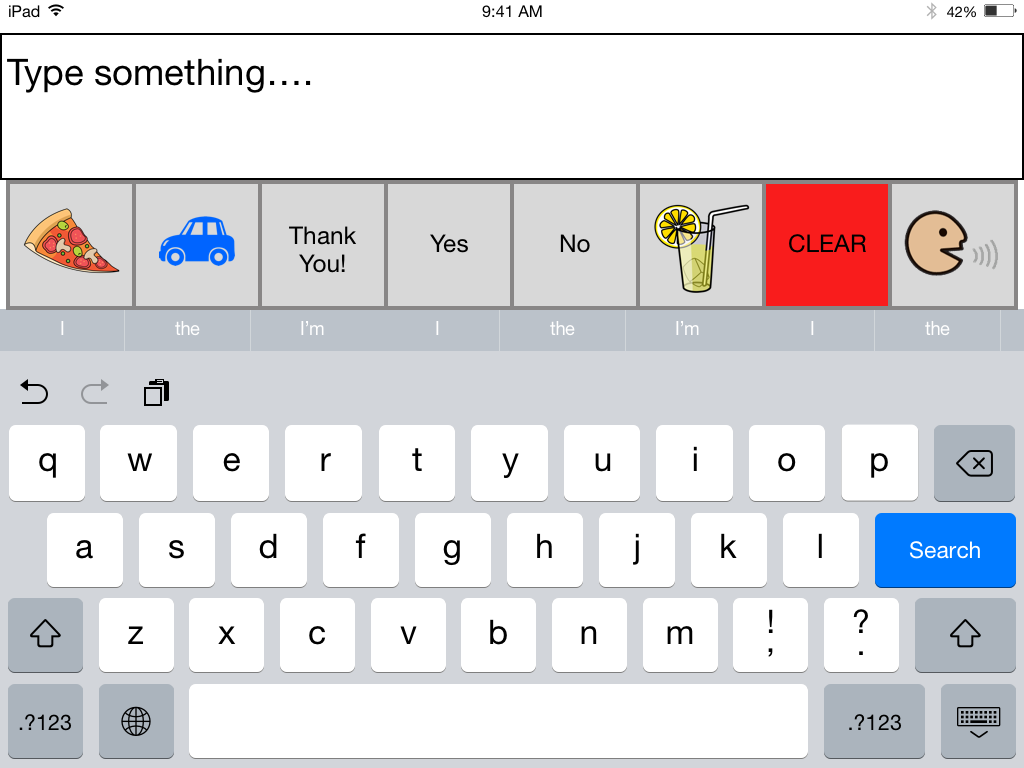 iPad 9:41 AM 42%
Type something....
Thank
You!
Yes No CLEAR
I the I'm I the I'm I the
q w e r t y u i o p
a s d f g h j k l Search
z x c v b n m ! ?
, .
.?123 .?123